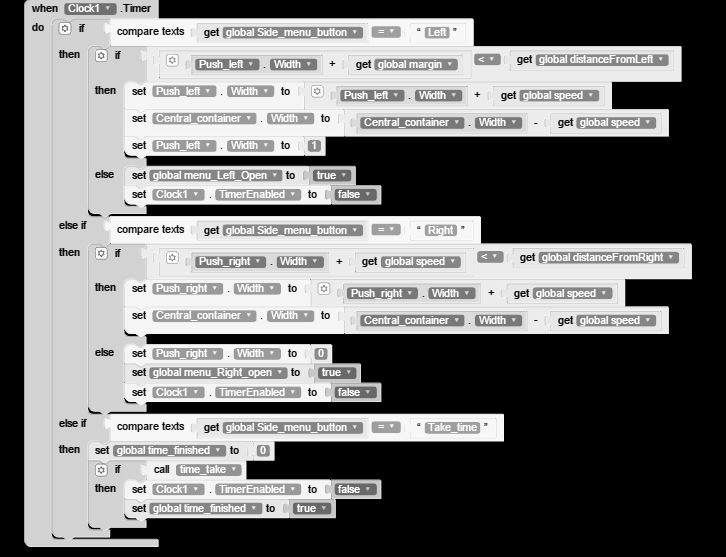 when Clock1 .Timer
do if compare texts get global Side_menu_button = “ Left ”
then if Push_left . Width + get global margin < get global distanceFromLeft
then set Push_left . Width to Push_left . Width + get global speed
set Central_container . Width to Central_container . Width - get global speed
set Push_left . Width to 1
else set global menu_Left_Open to true
set Clock1 . TimerEnabled to false
else if compare texts get global Side_menu_button = “ Right ”
then if Push_right . Width + get global speed < get global distanceFromRight
then set Push_right . Width to Push_right . Width + get global speed
set Central_container . Width to Central_container . Width - get global speed
else set Push_right . Width to 0
set global menu_Right_open to true
set Clock1 . TimerEnabled to false
else if compare texts get global Side_menu_button = “ Take_time ”
then set global time_finished to 0
if call time_take
then set Clock1 . TimerEnabled to false
set global time_finished to true